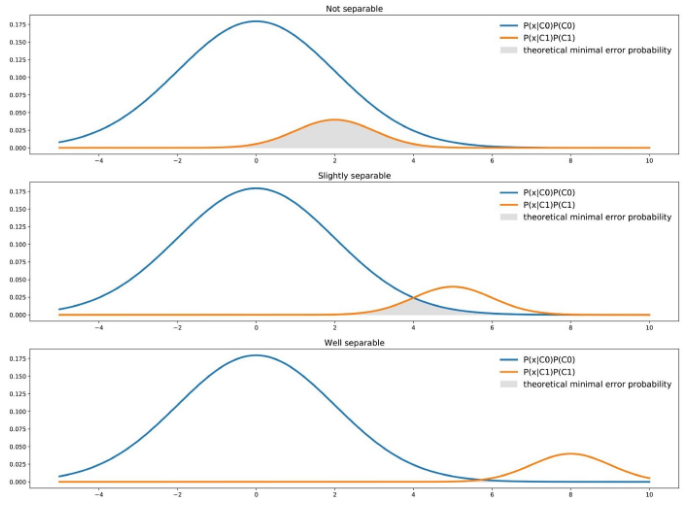 Not separable
0.175
0.150
0.125
0.100
0.075
0.050
0.025
0.000
P(x|C0)P(C0)
P(x|C1)P(C1)
theoretical minimal error probability
−4 −2 0 2 4 6 8 10
Slightly separable
0.175
0.150
0.125
0.100
0.075
0.050
0.025
0.000
P(x|C0)P(C0)
P(x|C1)P(C1)
theoretical minimal error probability
−4 −2 0 2 4 6 8 10
Well separable
0.175
0.150
0.125
0.100
0.075
0.050
0.025
0.000
P(x|C0)P(C0)
P(x|C1)P(C1)
theoretical minimal error probability
−4 −2 0 2 4 6 8 10